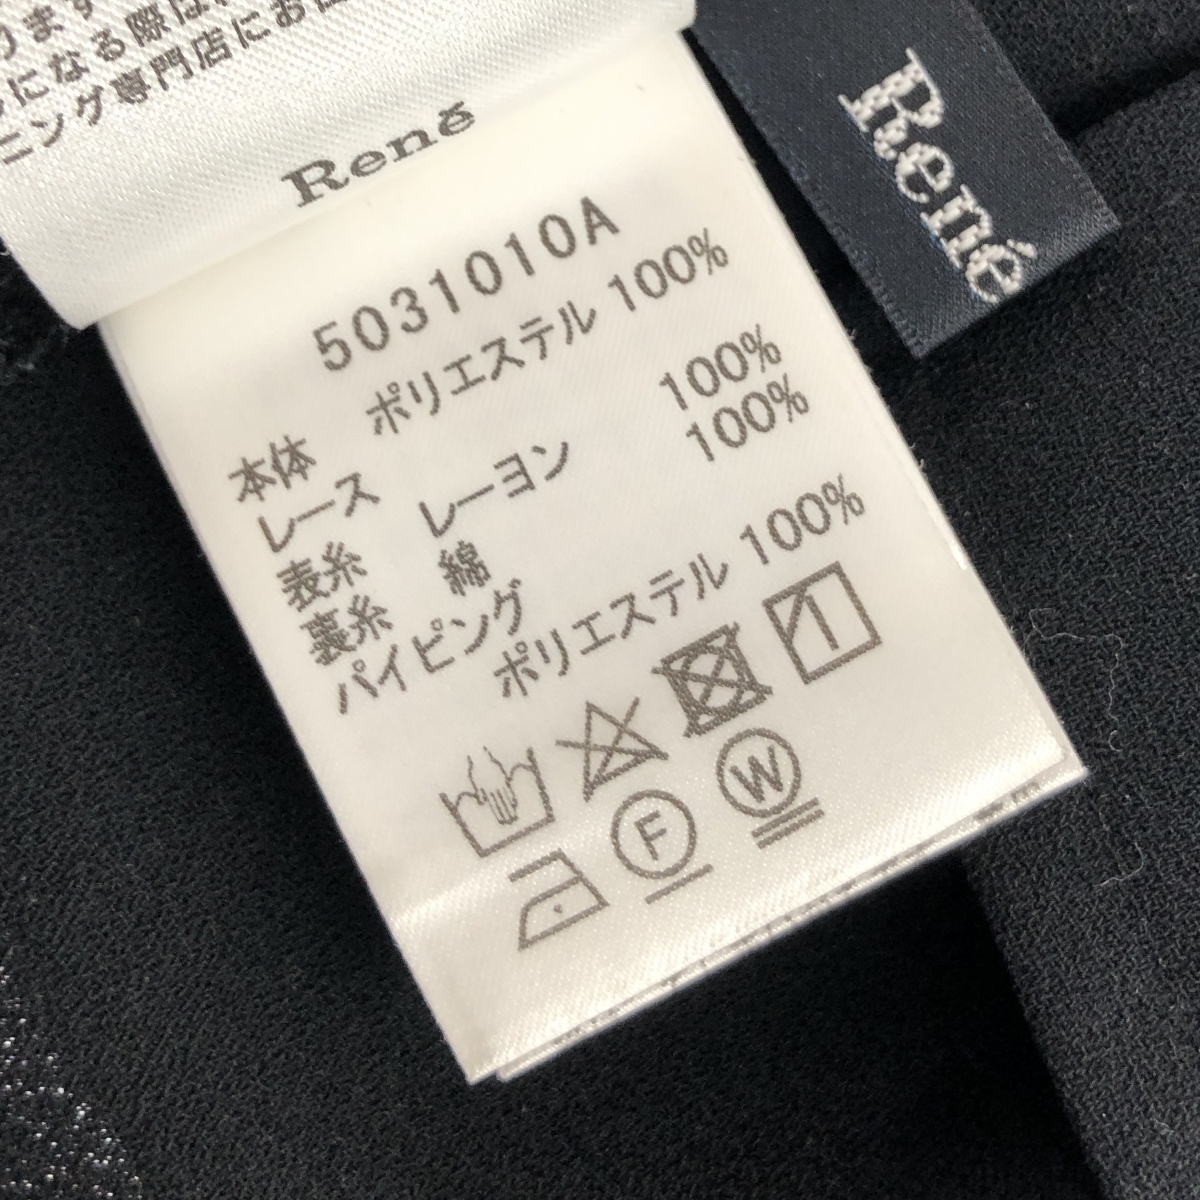 ります
になる際は、
ニング専門店にお
René
René
5031010A
本体 ポリエステル 100%
レース
表糸 レーヨン 100%
裏糸 綿 100%
パイピング
ポリエステル 100%
F
W